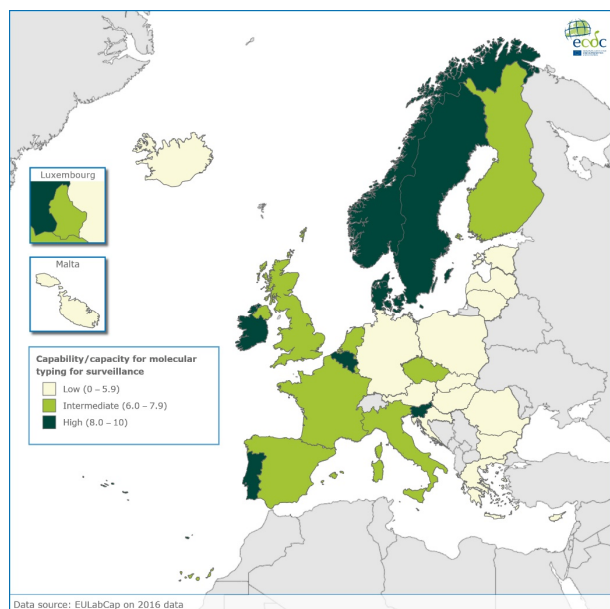 ecdc
Luxembourg
Malta
Capability/capacity for molecular
typing for surveillance
Low (0 – 5.9)
Intermediate (6.0 – 7.9)
High (8.0 – 10)
Data source: EULabCap on 2016 data